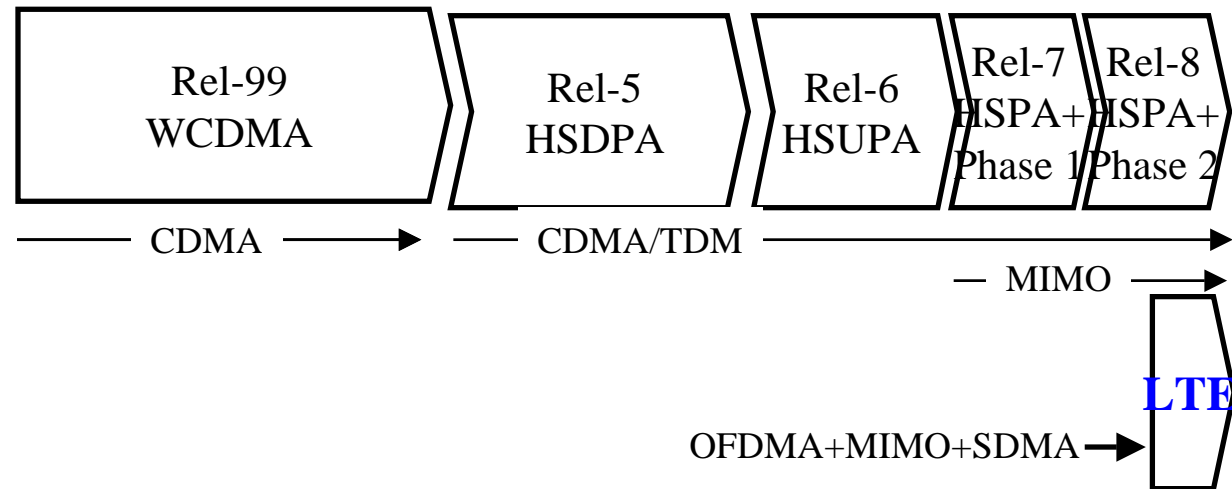 Rel-99
WCDMA
Rel-5
HSDPA
Rel-6
HSUPA
Rel-7
HSPA+
Phase 1
Rel-8
HSPA+
Phase 2
CDMA
CDMA/TDM
MIMO
LTE
OFDMA+MIMO+SDMA